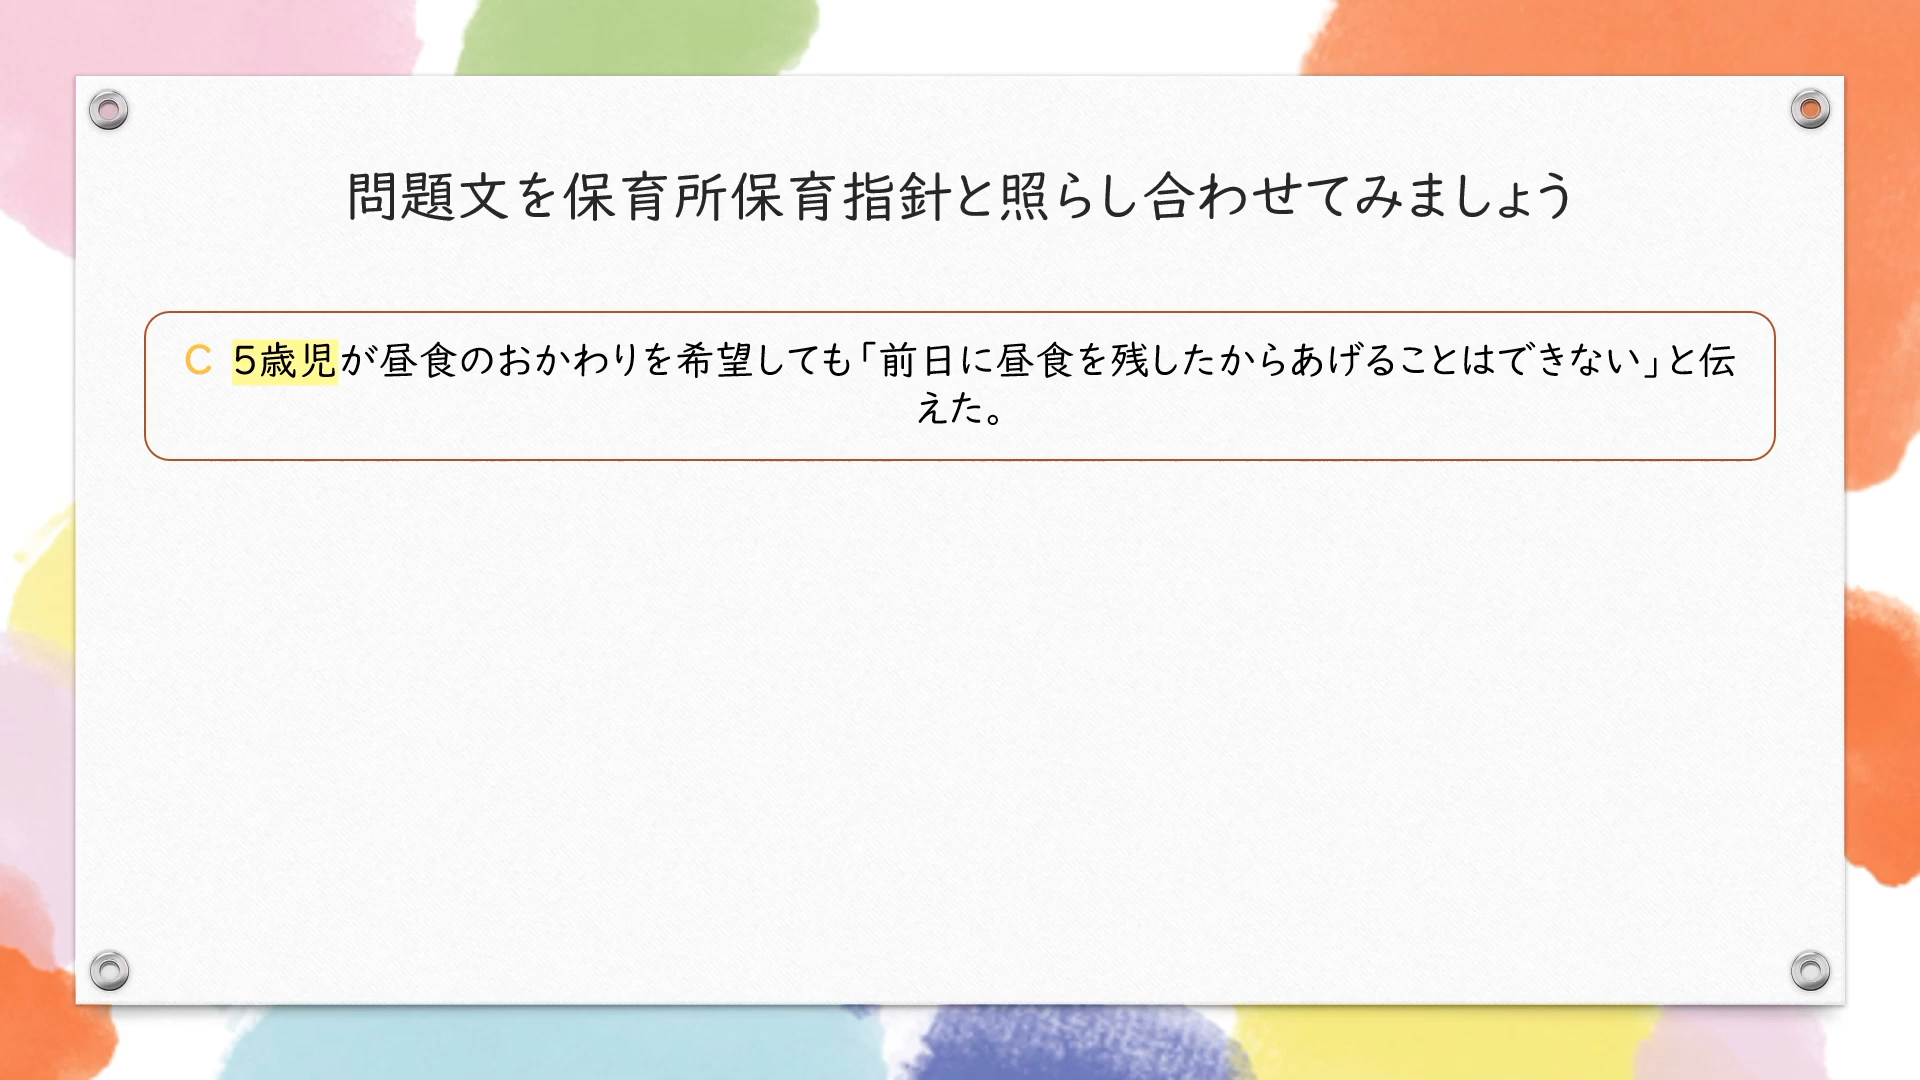 問題文を保育所保育指針と照らし合わせてみましょう
C 5歳児が昼食のおかわりを希望しても「前日に昼食を残したからあげることはできない」と伝
えた。